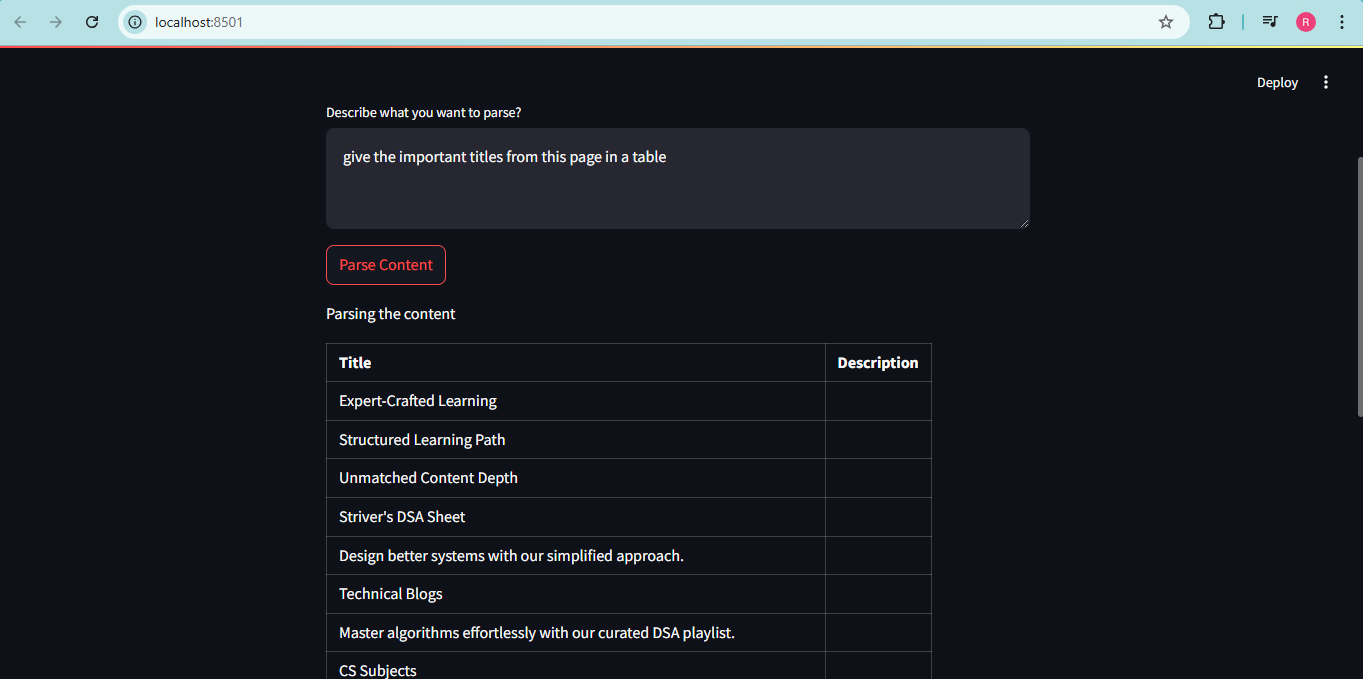 localhost:8501
R
Deploy
Describe what you want to parse?
give the important titles from this page in a table
Parse Content
Parsing the content
Title Description
Expert-Crafted Learning
Structured Learning Path
Unmatched Content Depth
Striver's DSA Sheet
Design better systems with our simplified approach.
Technical Blogs
Master algorithms effortlessly with our curated DSA playlist.
CS Subjects